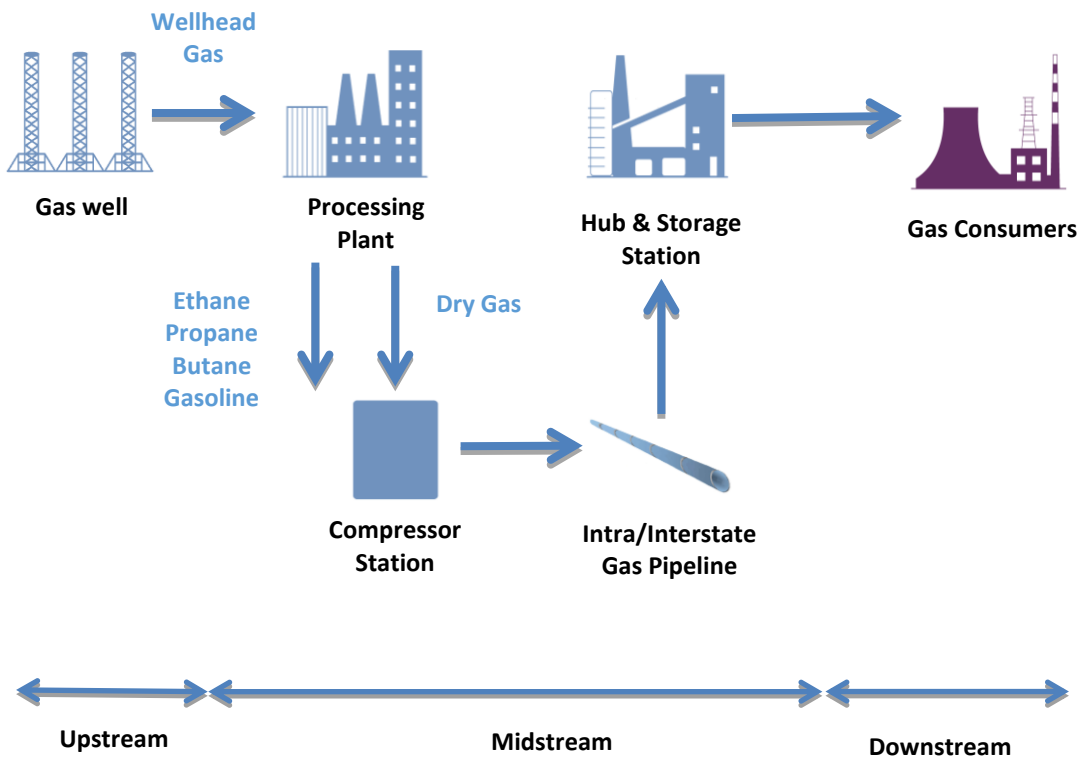 Wellhead
Gas
Gas well
Processing
Plant
Hub & Storage
Station
Gas Consumers
Ethane
Propane
Butane
Gasoline
Dry Gas
Compressor
Station
Intra/Interstate
Gas Pipeline
Upstream
Midstream
Downstream